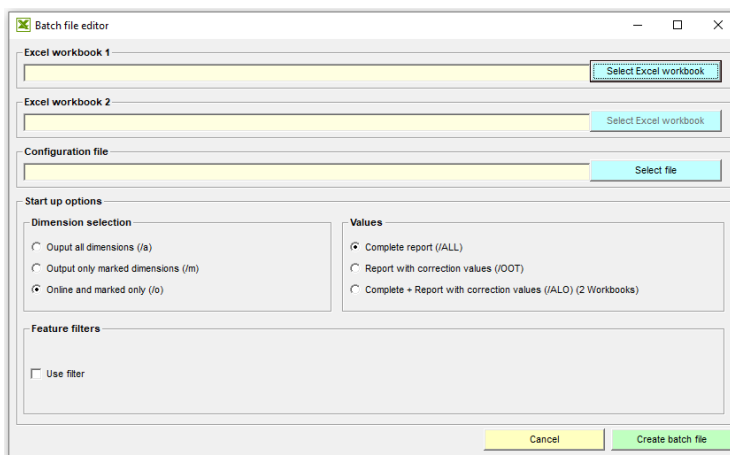 Batch file editor
Excel workbook 1
Select Excel workbook
Excel workbook 2
Select Excel workbook
Configuration file
Select file
Start up options
Dimension selection
Ouput all dimensions (/a)
Output only marked dimensions (/m)
Online and marked only (/o)
Values
Complete report (/ALL)
Report with correction values (/OOT)
Complete + Report with correction values (/ALO) (2 Workbooks)
Feature filters
Use filter
Cancel
Create batch file